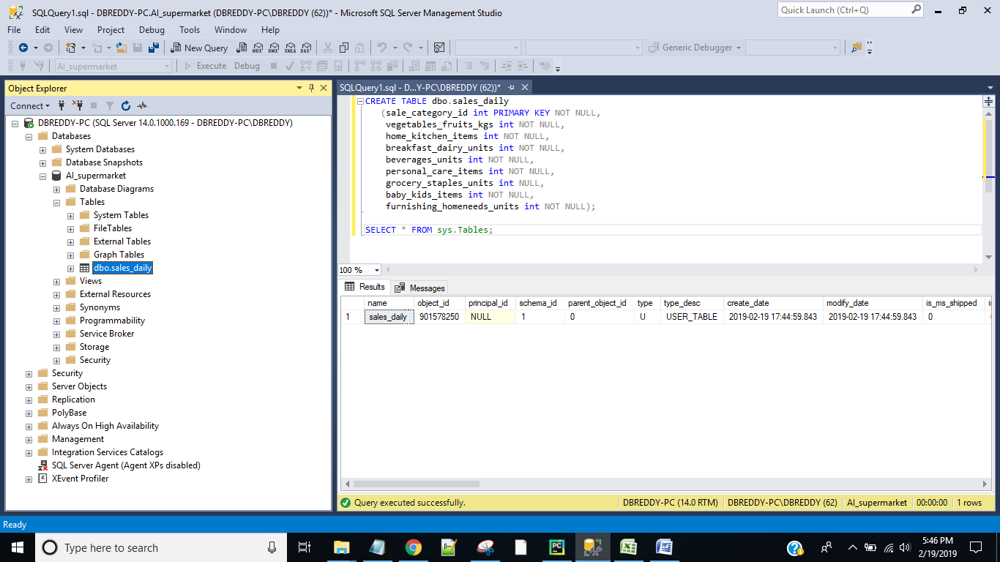 SQLQuery1.sql - DBREDDY-PC.AI_supermarket (DBREDDY-PC\DBREDDY (62))* - Microsoft SQL Server Management Studio
Quick Launch (Ctrl+Q)
File Edit View Project Debug Tools Window Help
New Query MDX DMX XMLA DAX Generic Debugger
AI_supermarket Execute Debug
Object Explorer
Connect
DBREDDY-PC (SQL Server 14.0.1000.169 - DBREDDY-PC\DBREDDY)
Databases
System Databases
Database Snapshots
AI_supermarket
Database Diagrams
Tables
System Tables
FileTables
External Tables
Graph Tables
dbo.sales_daily
Views
External Resources
Synonyms
Programmability
Service Broker
Storage
Security
Security
Server Objects
Replication
PolyBase
Always On High Availability
Management
Integration Services Catalogs
SQL Server Agent (Agent XPs disabled)
XEvent Profiler
SQLQuery1.sql - D...Y-PC\DBREDDY (62))*
CREATE TABLE dbo.sales_daily
(sale_category_id int PRIMARY KEY NOT NULL,
vegetables_fruits_kgs int NOT NULL,
home_kitchen_items int NOT NULL,
breakfast_dairy_units int NOT NULL,
beverages_units int NOT NULL,
personal_care_items int NOT NULL,
grocery_staples_units int NULL,
baby_kids_items int NOT NULL,
furnishing_homeneeds_units int NOT NULL);
SELECT * FROM sys.Tables;
100 %
Results Messages
name object_id principal_id schema_id parent_object_id type type_desc create_date modify_date is_ms_shipped
1 sales_daily 901578250 NULL 1 0 U USER_TABLE 2019-02-19 17:44:59.843 2019-02-19 17:44:59.843 0
Query executed successfully. DBREDDY-PC (14.0 RTM) DBREDDY-PC\DBREDDY (62) AI_supermarket 00:00:00 1 rows
Ready
Type here to search
5:46 PM
2/19/2019